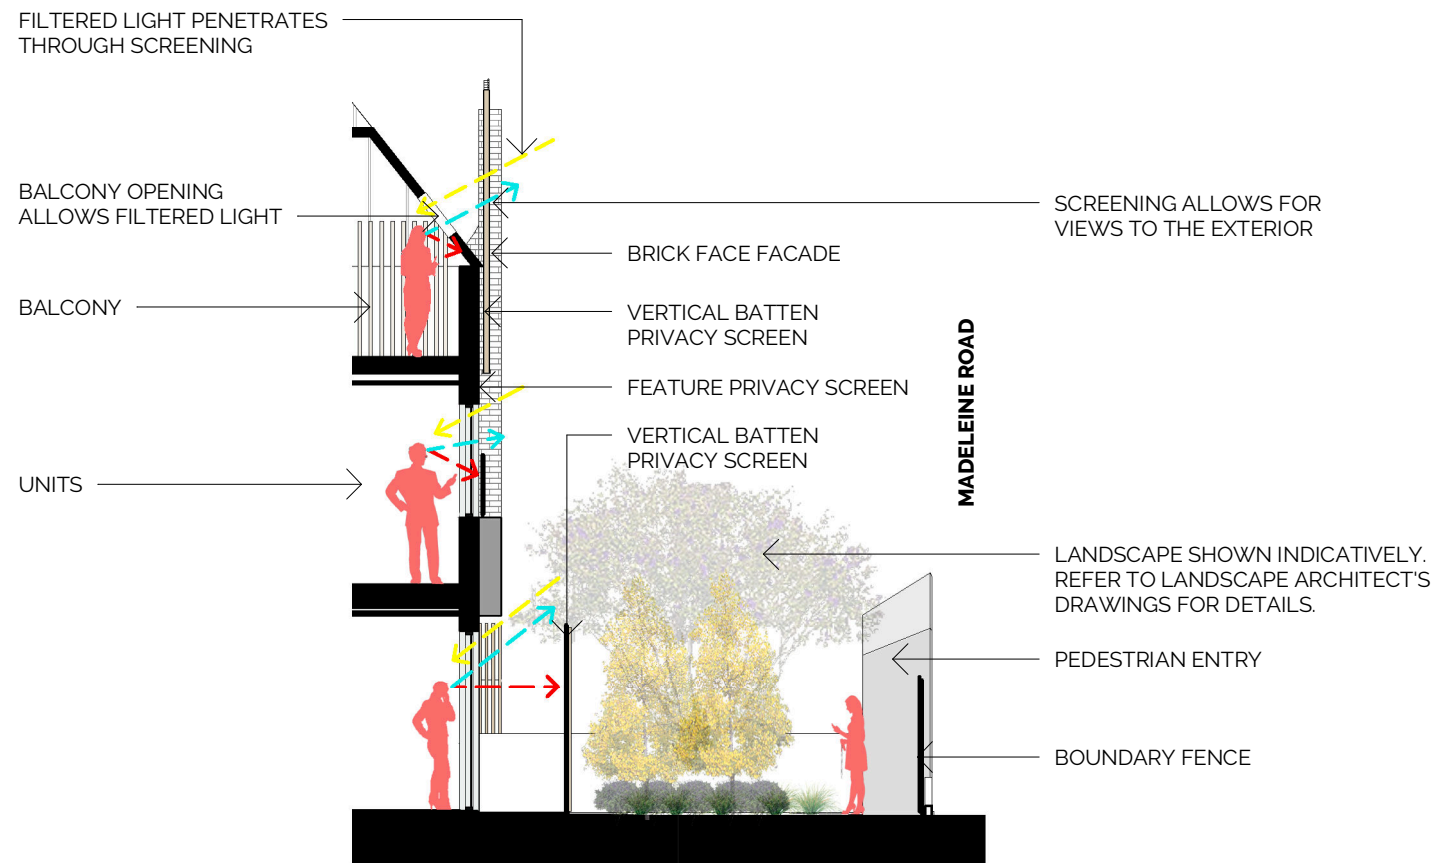 FILTERED LIGHT PENETRATES
THROUGH SCREENING
BALCONY OPENING
ALLOWS FILTERED LIGHT
BALCONY
UNITS
BRICK FACE FACADE
VERTICAL BATTEN
PRIVACY SCREEN
FEATURE PRIVACY SCREEN
VERTICAL BATTEN
PRIVACY SCREEN
MADELEINE ROAD
SCREENING ALLOWS FOR
VIEWS TO THE EXTERIOR
LANDSCAPE SHOWN INDICATIVELY.
REFER TO LANDSCAPE ARCHITECT'S
DRAWINGS FOR DETAILS.
PEDESTRIAN ENTRY
BOUNDARY FENCE